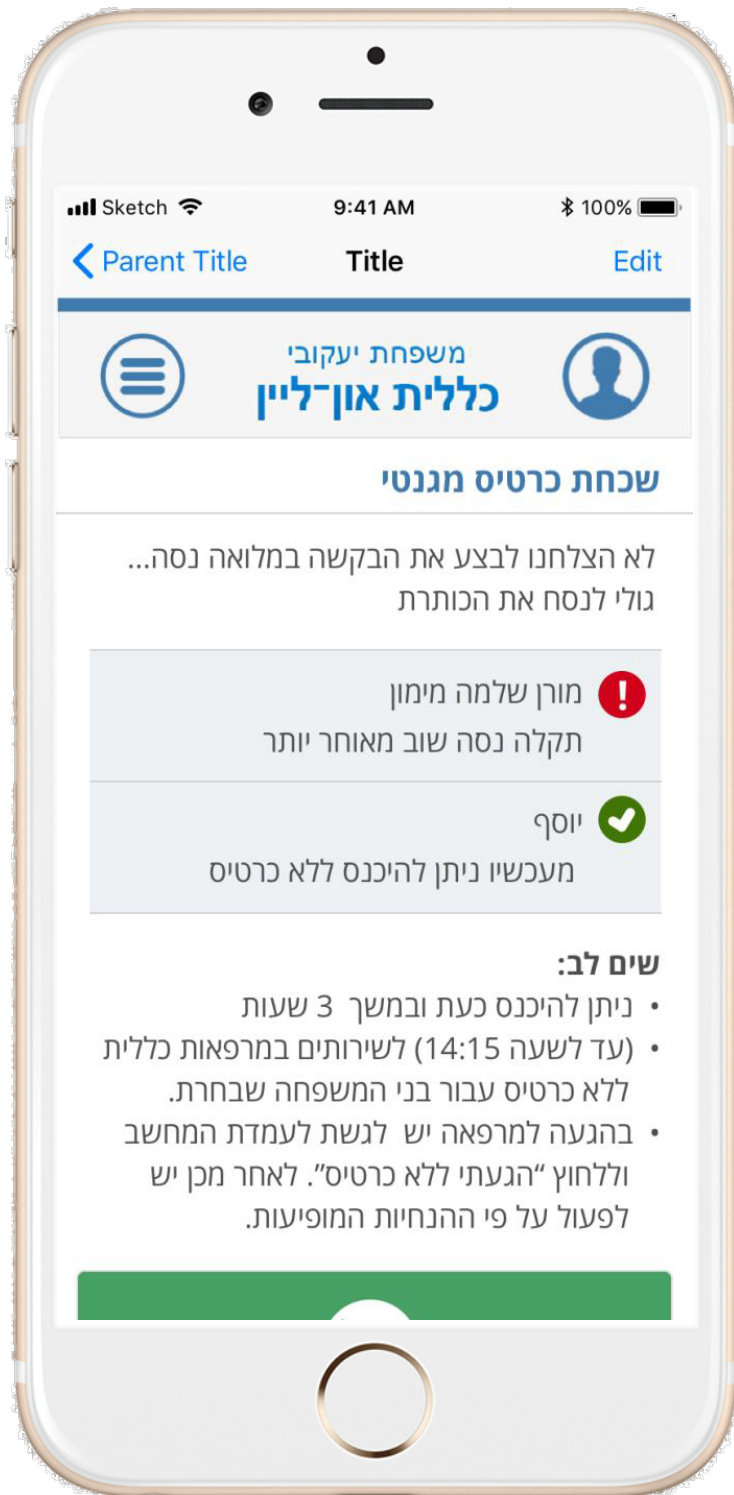 Sketch 9:41 AM 100%
Parent Title Title Edit
משפחת יעקובי
כללית און־ליין
שכחת כרטיס מגנטי
לא הצלחנו לבצע את הבקשה במלואה נסה...
גולי לנסח את הכותרת
מורן שלמה מימון
תקלה נסה שוב מאוחר יותר
יוסף
מעכשיו ניתן להיכנס ללא כרטיס
שים לב:
• ניתן להיכנס כעת ובמשך 3 שעות
• (עד לשעה 14:15) לשירותים במרפאות כללית
ללא כרטיס עבור בני המשפחה שבחרת.
• בהגעה למרפאה יש לגשת לעמדת המחשב
וללחוץ “הגעתי ללא כרטיס”. לאחר מכן יש
לפעול על פי ההנחיות המופיעות.